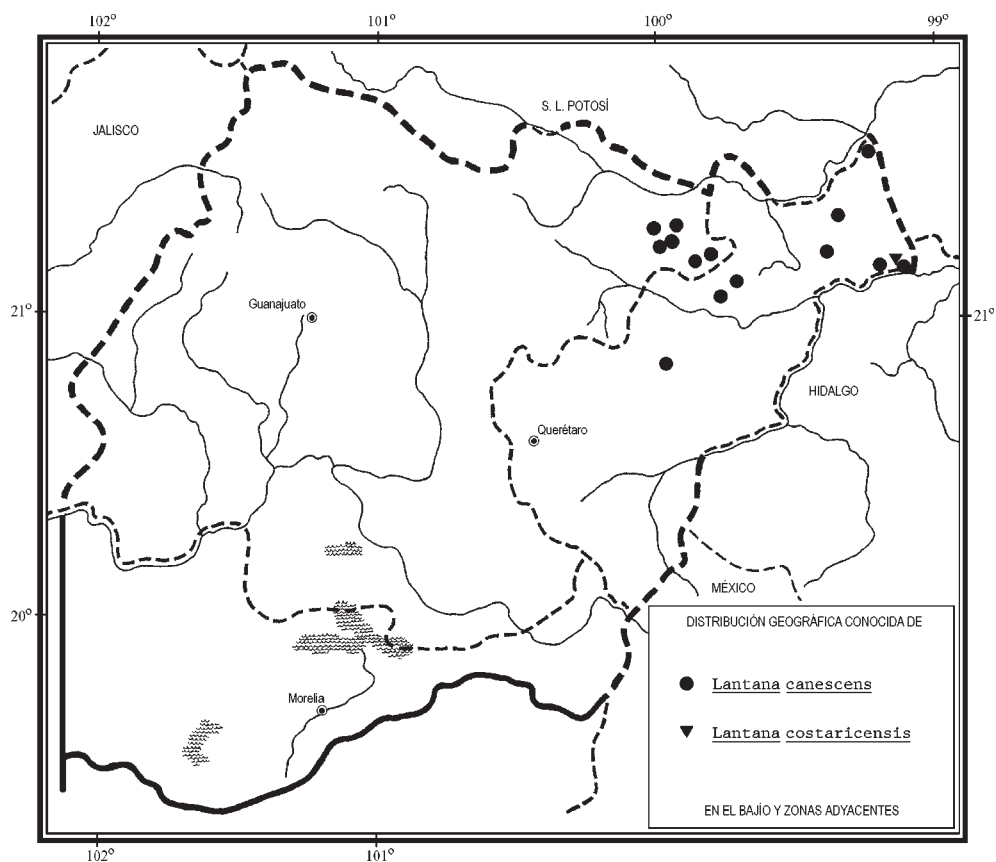 102° 101° 100° 99°
S. L. POTOSÍ
JALISCO
Guanajuato
21° 21°
HIDALGO
Querétaro
MÉXICO
20°
DISTRIBUCIÓN GEOGRÁFICA CONOCIDA DE
Lantana canescens
Morelia
Lantana costaricensis
EN EL BAJÍO Y ZONAS ADYACENTES
102° 101°